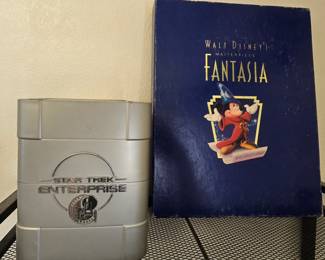 WALT DISNEY'S
MASTERPIECE
FANTASIA
STAR TREK
ENTERPRISE